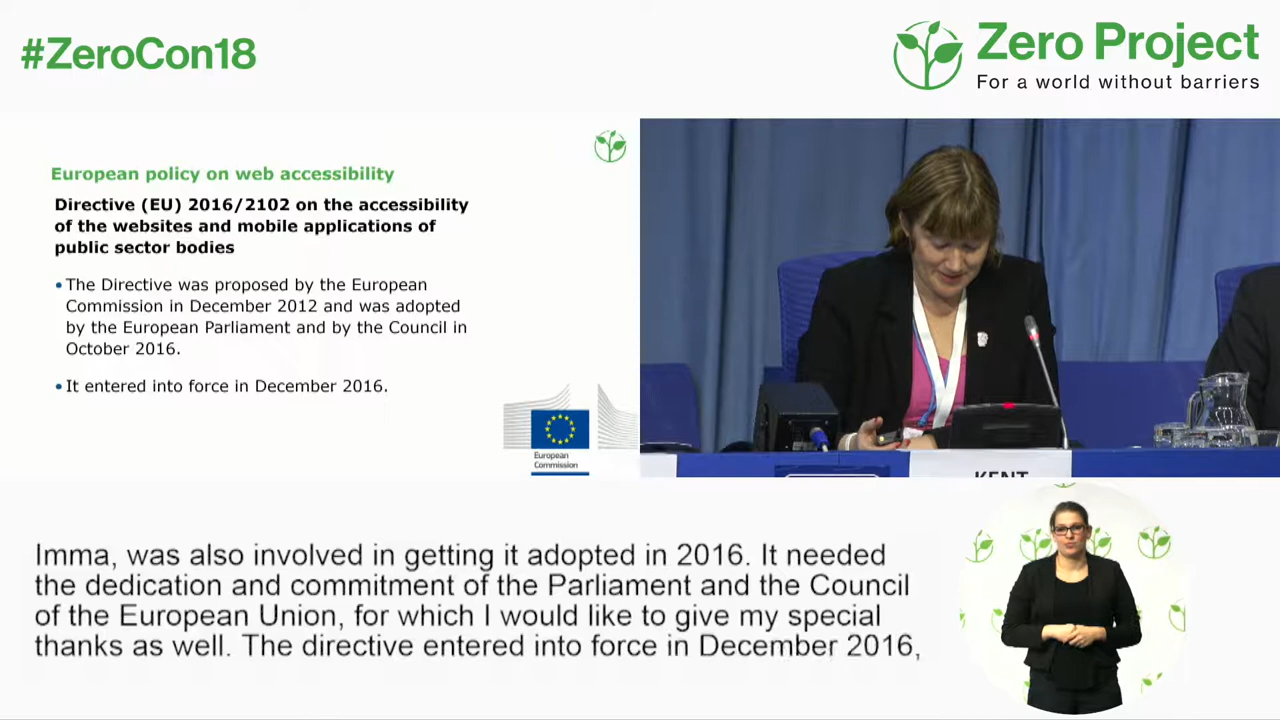 #ZeroCon18
Zero Project
For a world without barriers
European policy on web accessibility
Directive (EU) 2016/2102 on the accessibility
of the websites and mobile applications of
public sector bodies
• The Directive was proposed by the European
Commission in December 2012 and was adopted
by the European Parliament and by the Council in
October 2016.
• It entered into force in December 2016.
European
Commission
KENT
Imma, was also involved in getting it adopted in 2016. It needed
the dedication and commitment of the Parliament and the Council
of the European Union, for which I would like to give my special
thanks as well. The directive entered into force in December 2016,